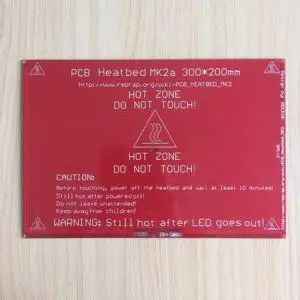 PCB Heatbed MK2a 300*200mm
http://www.reprap.org/wiki/PCB_HEATBED_MK2
HOT ZONE
DO NOT TOUCH!
HOT ZONE
DO NOT TOUCH!
CAUTION:
Before touching, power off the heatbed and wait at least 10 minutes!
Still hot after powered off!
Do not leave unattended!
Keep away from children!
WARNING: Still hot after LED goes out!